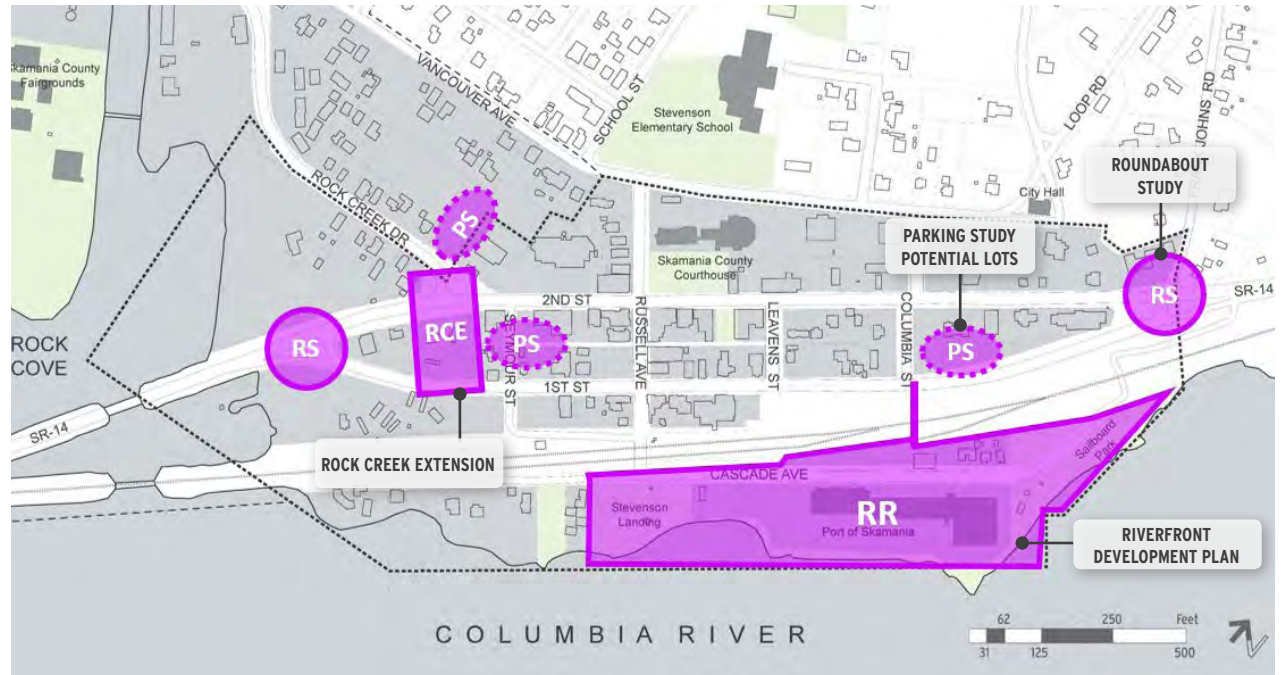 Skamania County
Fairgrounds
VANCOUVER AVE
SCHOOL ST
Stevenson
Elementary School
LOOP RD
JOHNS RD
ROUNDABOUT
STUDY
ROCK CREEK DR
PS
City Hall
PARKING STUDY
POTENTIAL LOTS
Skamania County
Courthouse
RS
SR-14
2ND ST
RUSSELL AVE
LEAVENS ST
COLUMBIA ST
ROCK
COVE
RS
RCE
SEYMOUR ST
PS
PS
1ST ST
SR-14
ROCK CREEK EXTENSION
CASCADE AVE
Sailboard
Park
Stevenson
Landing
RR
Port of Skamania
RIVERFRONT
DEVELOPMENT PLAN
COLUMBIA RIVER
62 250 Feet
31 125 500
N